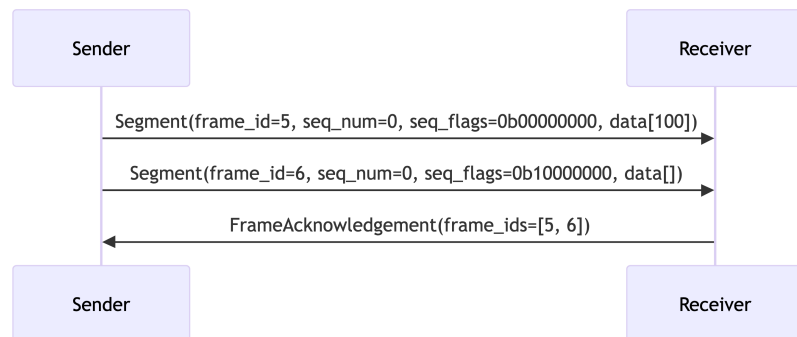 Sender
Receiver
Segment(frame_id=5, seq_num=0, seq_flags=0b00000000, data[100])
Segment(frame_id=6, seq_num=0, seq_flags=0b10000000, data[])
FrameAcknowledgement(frame_ids=[5, 6])
Sender
Receiver